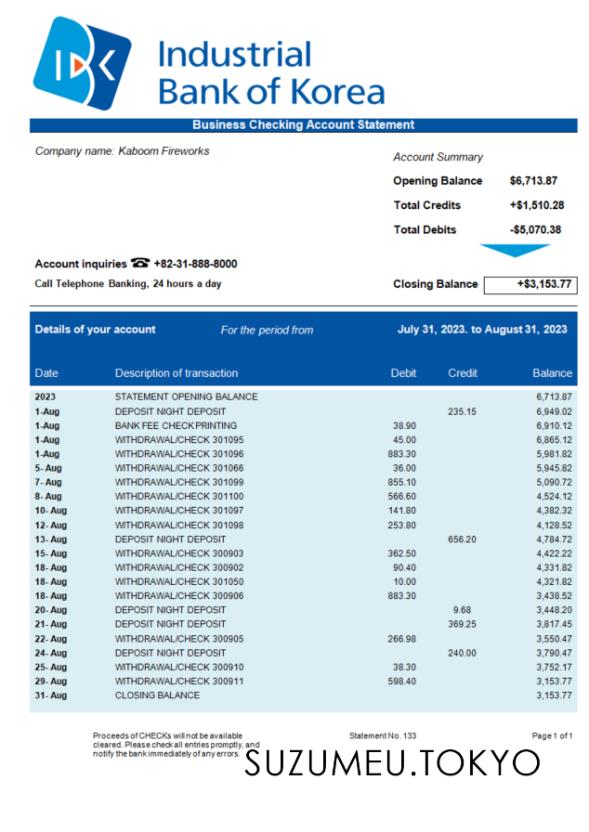 IBK Industrial
Bank of Korea
Business Checking Account Statement
Company name: Kaboom Fireworks
Account Summary
Opening Balance $6,713.87
Total Credits +$1,510.28
Total Debits -$5,070.38
Account inquiries ☎ +82-31-888-8000
Call Telephone Banking, 24 hours a day
Closing Balance +$3,153.77
Details of your account For the period from July 31, 2023. to August 31, 2023
Date Description of transaction Debit Credit Balance
2023 STATEMENT OPENING BALANCE 6,713.87
1-Aug DEPOSIT NIGHT DEPOSIT 235.15 6,949.02
1-Aug BANK FEE CHECK PRINTING 38.90 6,910.12
1-Aug WITHDRAWAL/CHECK 301095 45.00 6,865.12
1-Aug WITHDRAWAL/CHECK 301096 883.30 5,981.82
5- Aug WITHDRAWAL/CHECK 301066 36.00 5,945.82
7- Aug WITHDRAWAL/CHECK 301099 855.10 5,090.72
8- Aug WITHDRAWAL/CHECK 301100 566.60 4,524.12
10- Aug WITHDRAWAL/CHECK 301097 141.80 4,382.32
12- Aug WITHDRAWAL/CHECK 301098 253.80 4,128.52
13- Aug DEPOSIT NIGHT DEPOSIT 656.20 4,784.72
15- Aug WITHDRAWAL/CHECK 300903 362.50 4,422.22
18- Aug WITHDRAWAL/CHECK 300902 90.40 4,331.82
18- Aug WITHDRAWAL/CHECK 301050 10.00 4,321.82
18- Aug WITHDRAWAL/CHECK 300906 883.30 3,438.52
20- Aug DEPOSIT NIGHT DEPOSIT 9.68 3,448.20
21- Aug DEPOSIT NIGHT DEPOSIT 369.25 3,817.45
22- Aug WITHDRAWAL/CHECK 300905 266.98 3,550.47
24- Aug DEPOSIT NIGHT DEPOSIT 240.00 3,790.47
25- Aug WITHDRAWAL/CHECK 300910 38.30 3,752.17
29- Aug WITHDRAWAL/CHECK 300911 598.40 3,153.77
31- Aug CLOSING BALANCE 3,153.77
Proceeds of CHECKs will not be available
cleared. Please check all entries promptly, and
notify the bank immediately of any errors.
Statement No. 133
Page 1 of 1
SUZUMEU.TOKYO